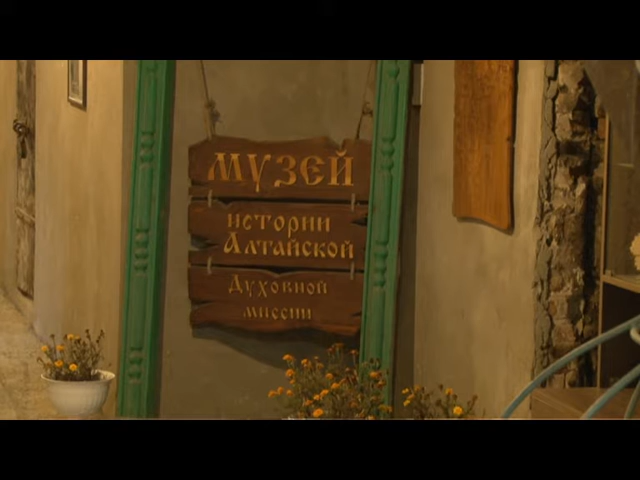 МУЗЕЙ
истории
Алтайской
Духовной
миссии